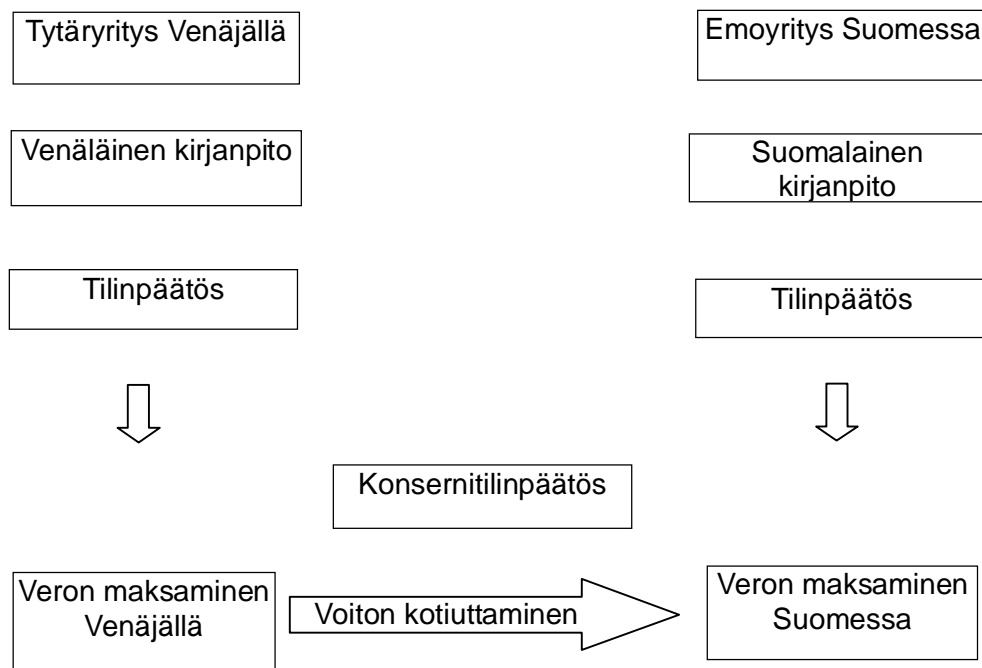 Tytäryritys Venäjällä
Emoyritys Suomessa
Venäläinen kirjanpito
Suomalainen
kirjanpito
Tilinpäätös
Tilinpäätös
Konsernitilinpäätös
Veron maksaminen
Venäjällä
Voiton kotiuttaminen
Veron maksaminen
Suomessa